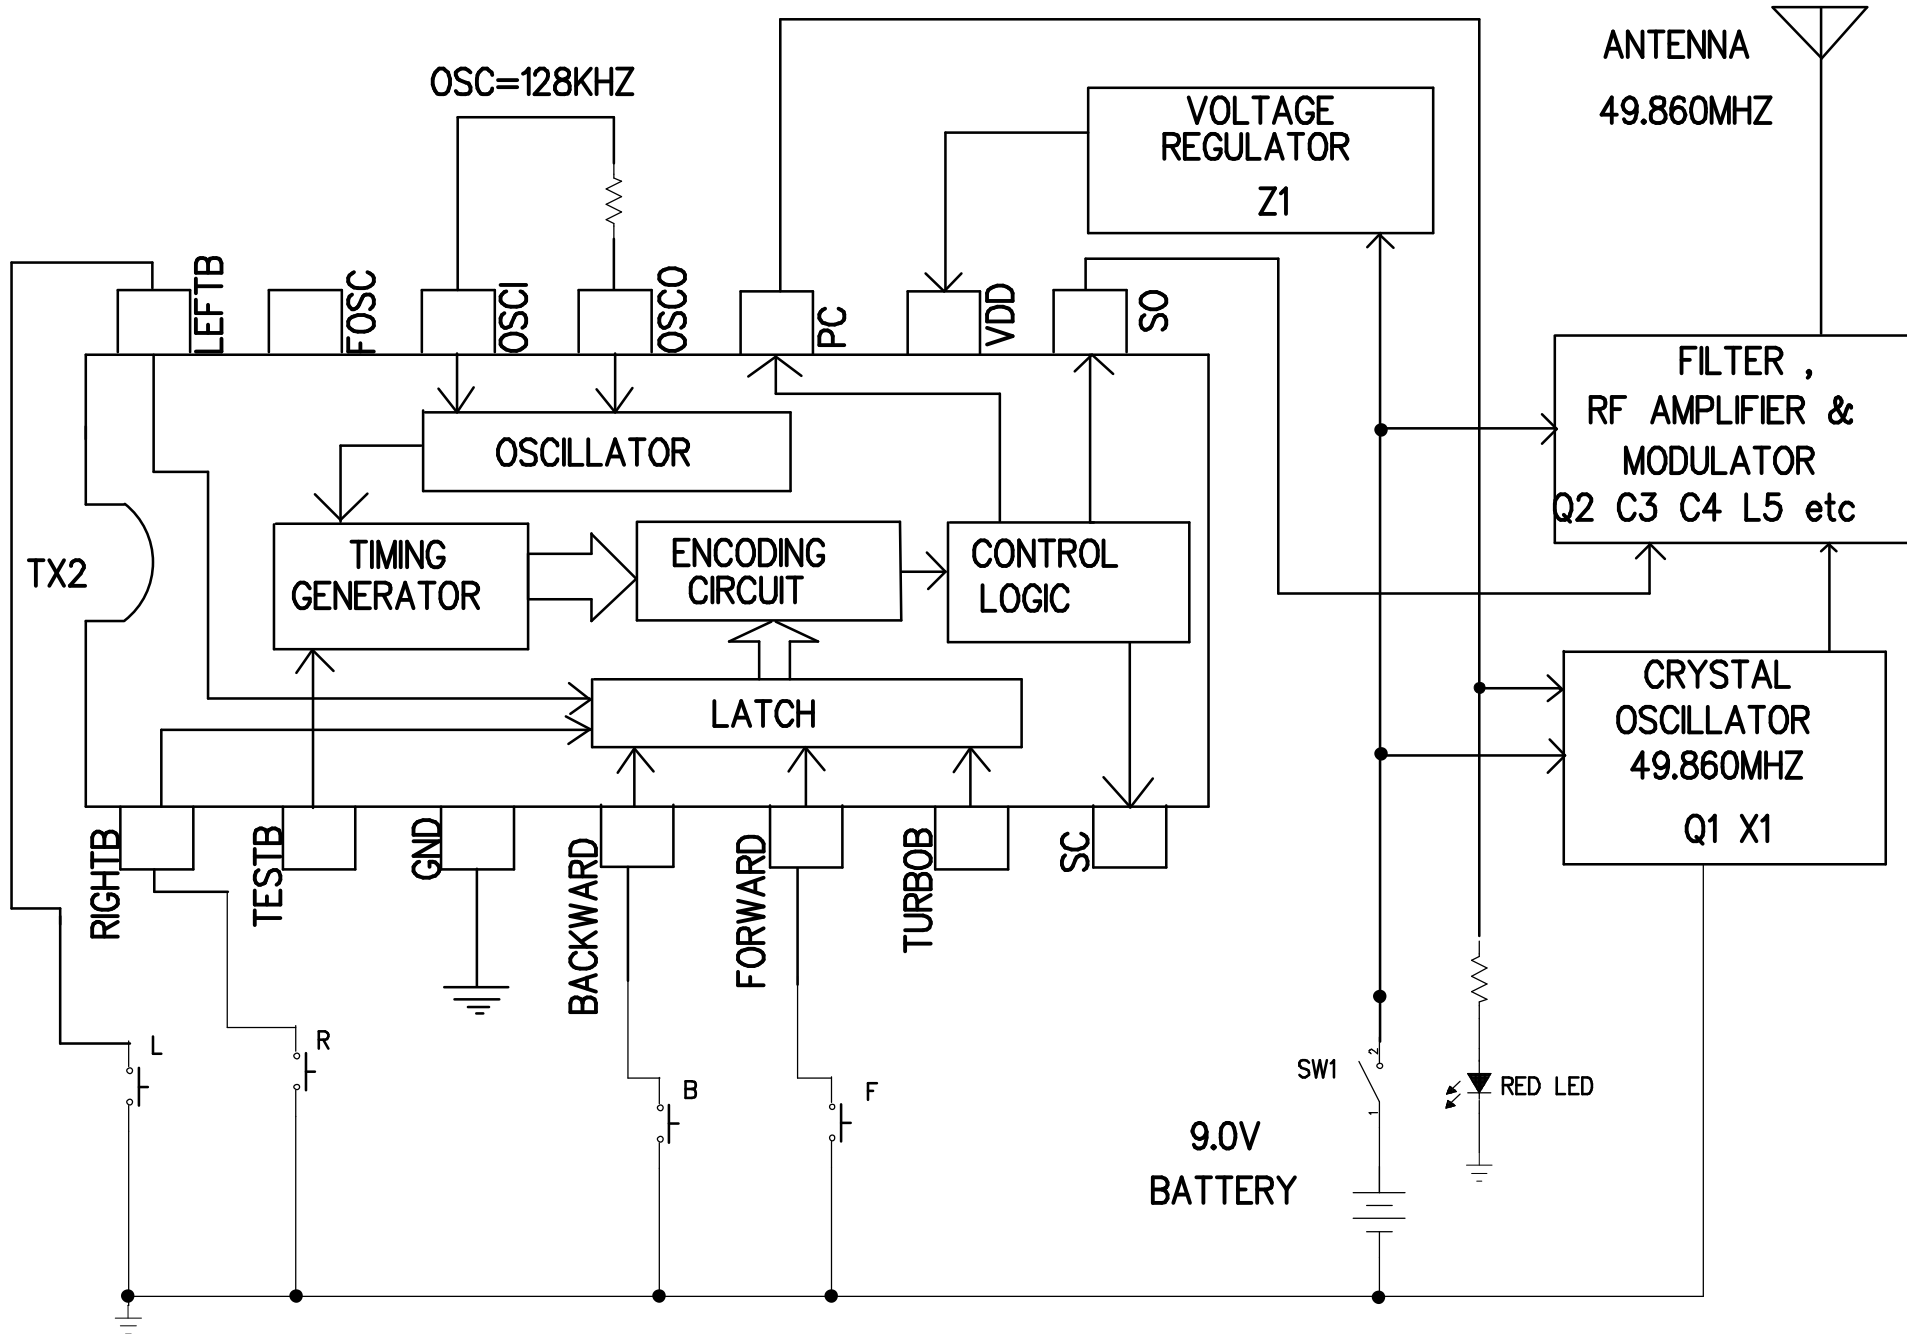 ANTENNA
49.860MHZ
OSC=128KHZ
VOLTAGE
REGULATOR
Z1
LEFTB
FOSC
OSCI
OSCO
PC
VDD
SO
FILTER ,
RF AMPLIFIER &
MODULATOR
Q2 C3 C4 L5 etc
OSCILLATOR
TX2
TIMING
GENERATOR
ENCODING
CIRCUIT
CONTROL
LOGIC
LATCH
CRYSTAL
OSCILLATOR
49.860MHZ
Q1 X1
RIGHTB
TESTB
GND
BACKWARD
FORWARD
TURBOB
SC
L
R
B
F
SW1
2
1
RED LED
9.0V
BATTERY